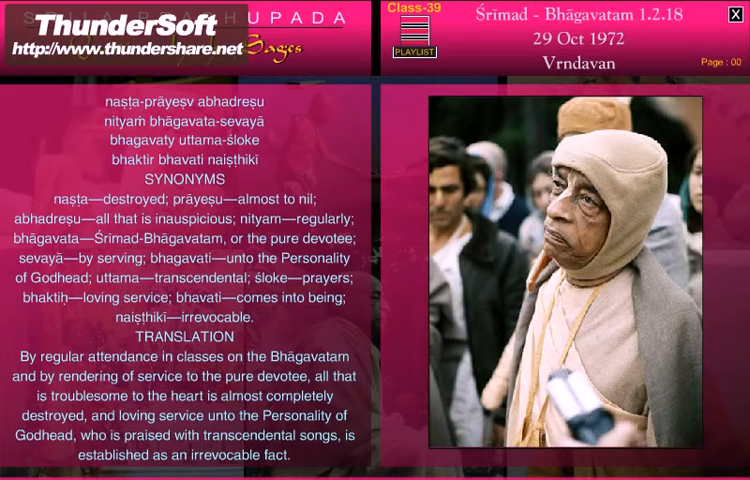 SRILA PRABHUPADA
ThunderSoft
http://www.thundershare.net
Sages
Class-39
PLAYLIST
Śrīmad - Bhāgavatam 1.2.18
29 Oct 1972
Vrndavan
X
Page : 00
naṣṭa-prāyeṣv abhadreṣu
nityaṁ bhāgavata-sevayā
bhagavaty uttama-śloke
bhaktir bhavati naiṣṭhikī
SYNONYMS
naṣṭa—destroyed; prāyeṣu—almost to nil;
abhadreṣu—all that is inauspicious; nityam—regularly;
bhāgavata—Śrīmad-Bhāgavatam, or the pure devotee;
sevayā—by serving; bhagavati—unto the Personality
of Godhead; uttama—transcendental; śloke—prayers;
bhaktiḥ—loving service; bhavati—comes into being;
naiṣṭhikī—irrevocable.
TRANSLATION
By regular attendance in classes on the Bhāgavatam
and by rendering of service to the pure devotee, all that
is troublesome to the heart is almost completely
destroyed, and loving service unto the Personality of
Godhead, who is praised with transcendental songs, is
established as an irrevocable fact.